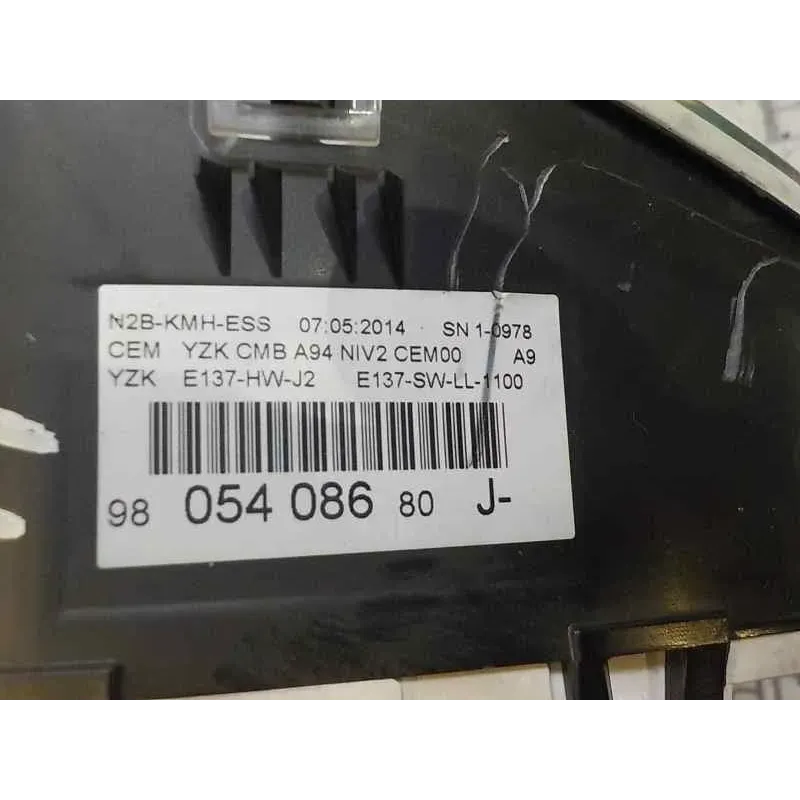 N2B-KMH-ESS 07:05:2014 SN 1-0978
CEM YZK CMB A94 NIV2 CEM00 A9
YZK E137-HW-J2 E137-SW-LL-1100
98 054 086 80 J-